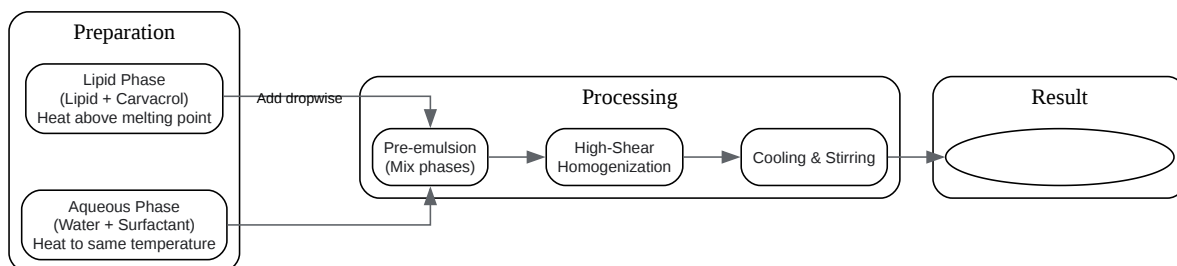 Preparation
Lipid Phase
(Lipid + Carvacrol)
Heat above melting point
Aqueous Phase
(Water + Surfactant)
Heat to same temperature
Add dropwise
Processing
Pre-emulsion
(Mix phases)
High-Shear
Homogenization
Cooling & Stirring
Result